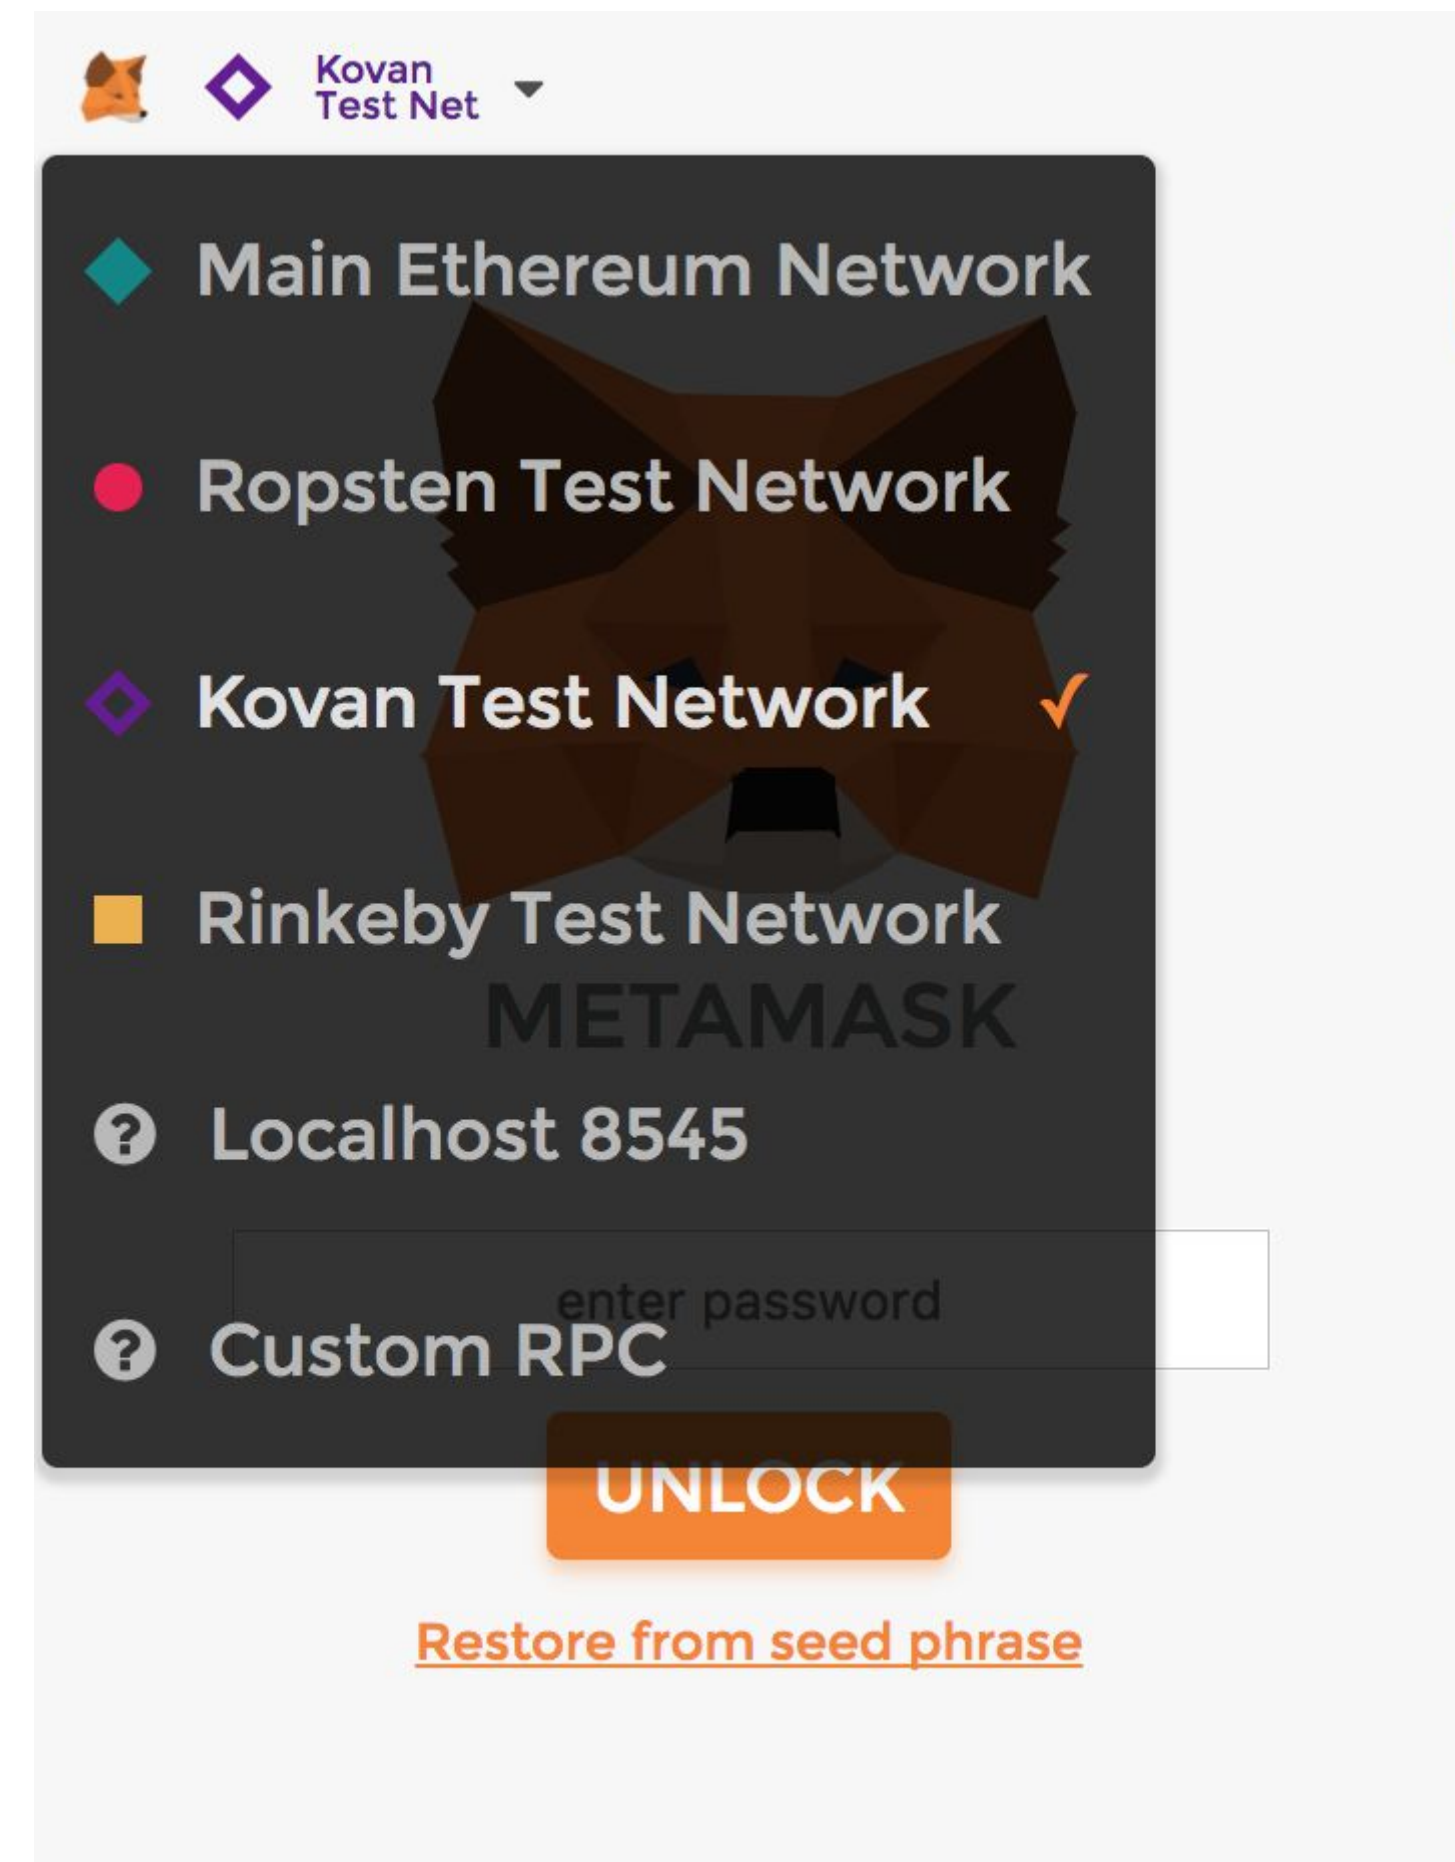 Kovan
Test Net
Main Ethereum Network
Ropsten Test Network
Kovan Test Network
Rinkeby Test Network
METAMASK
Localhost 8545
enter password
Custom RPC
UNLOCK
Restore from seed phrase